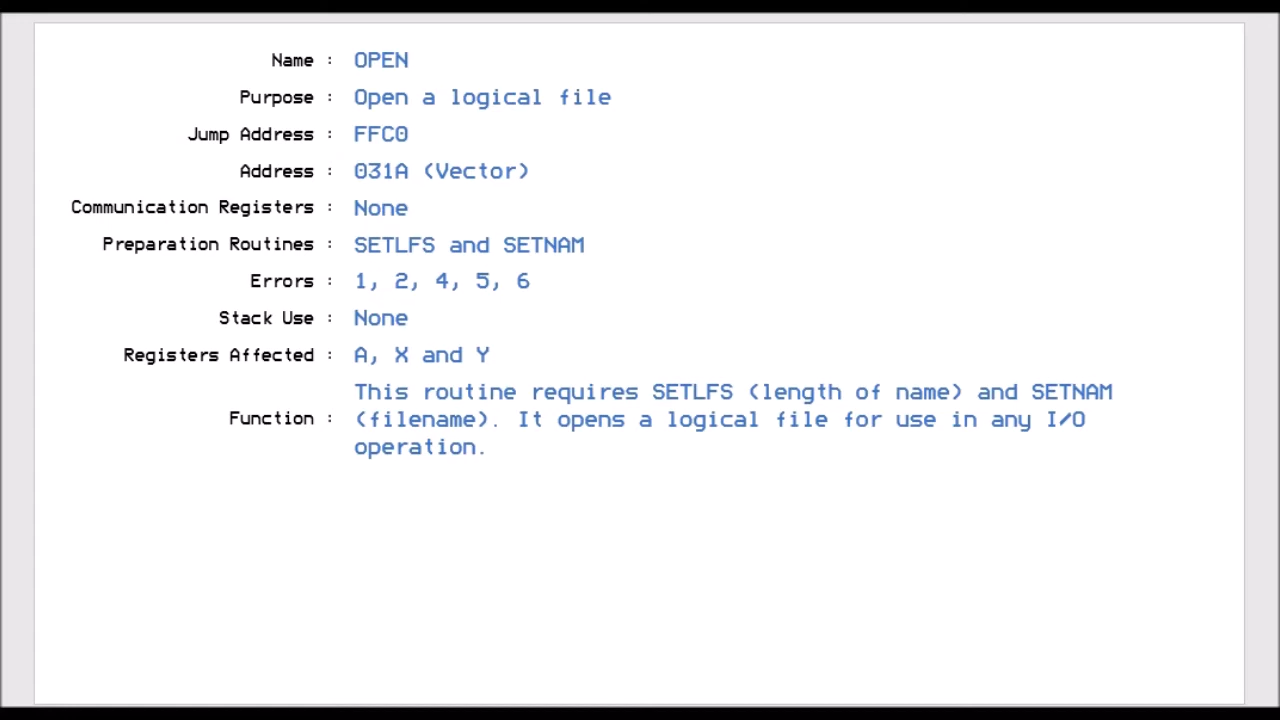 Name : OPEN
Purpose : Open a logical file
Jump Address : FFC0
Address : 031A (Vector)
Communication Registers : None
Preparation Routines : SETLFS and SETNAM
Errors : 1, 2, 4, 5, 6
Stack Use : None
Registers Affected : A, X and Y
This routine requires SETLFS (length of name) and SETNAM
Function : (filename). It opens a logical file for use in any I/O
operation.